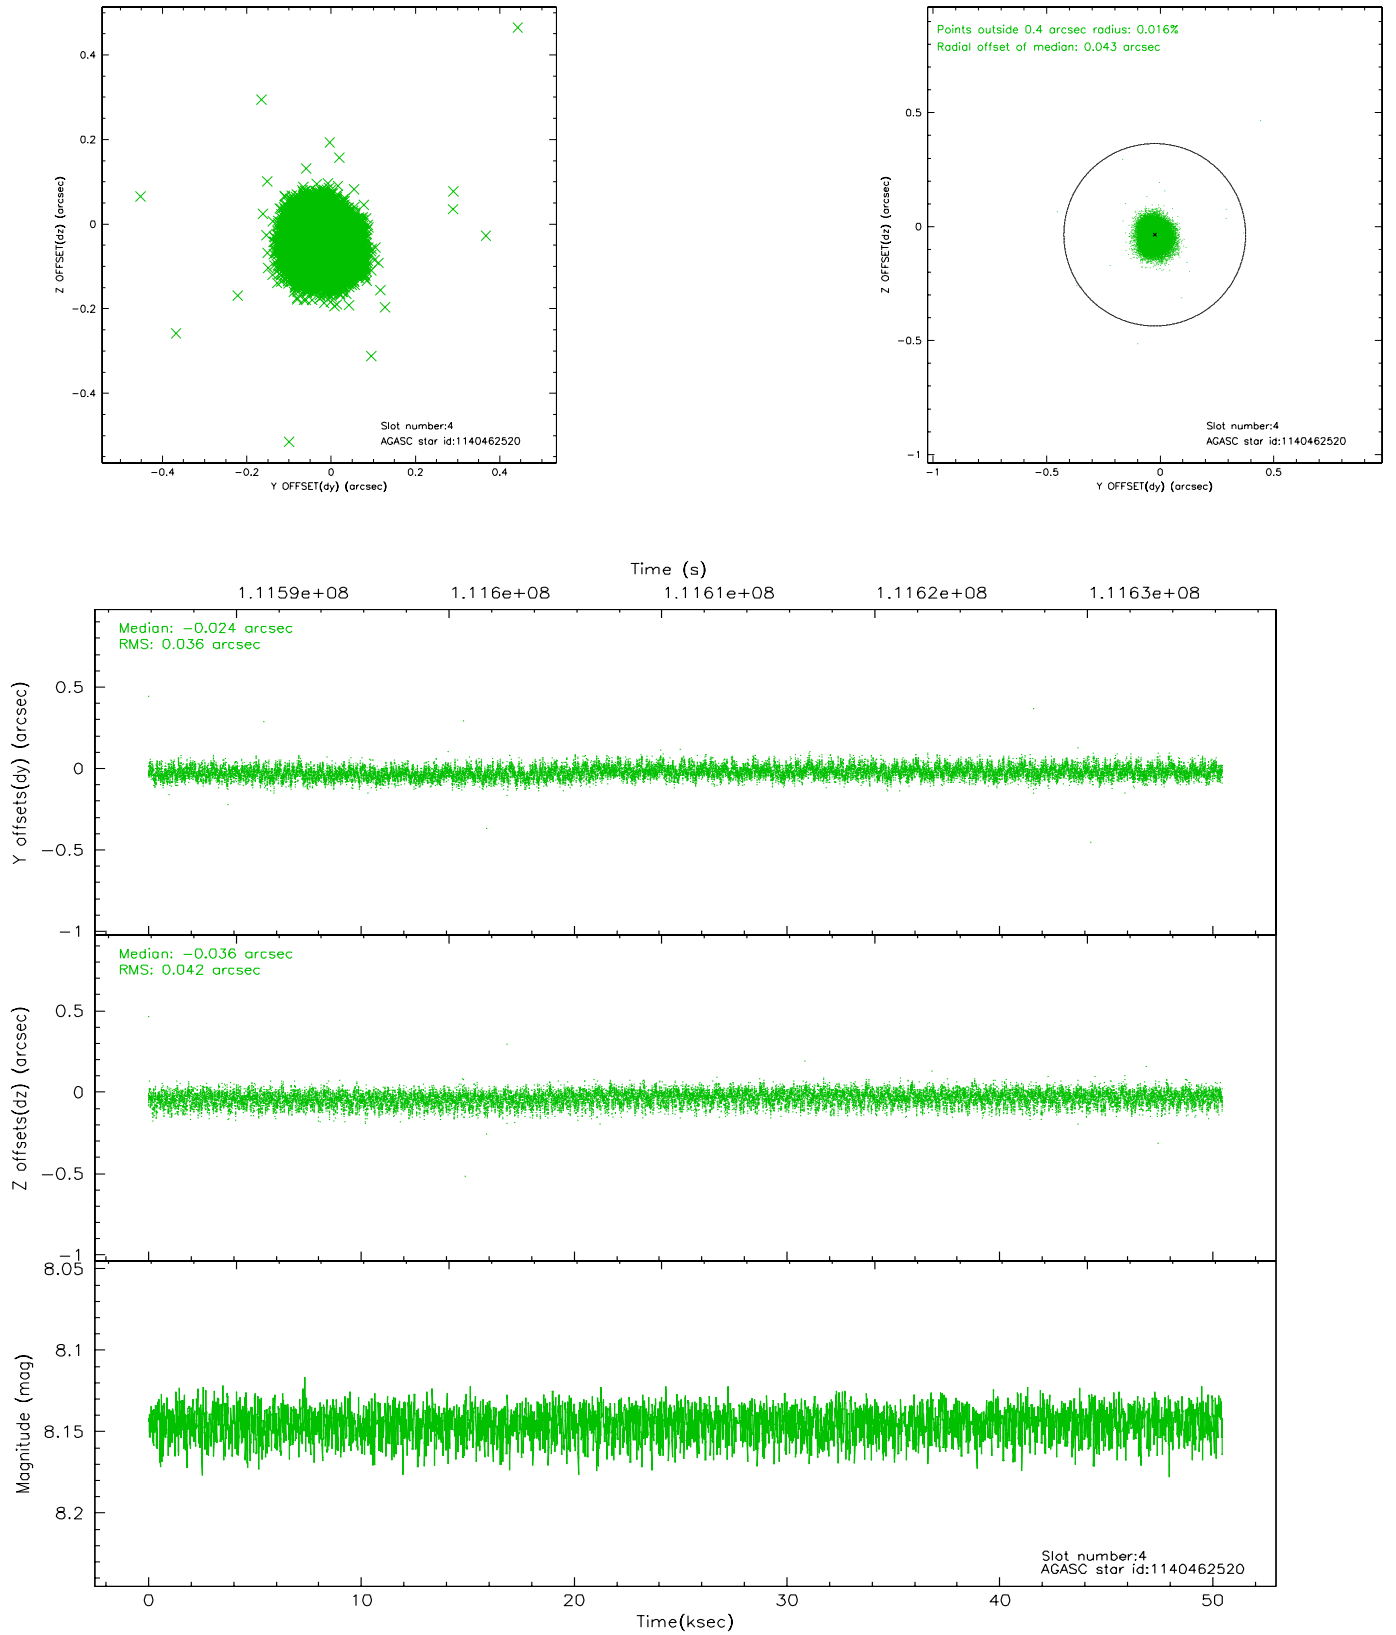 0.4
0.2
0
−0.2
−0.4
Z OFFSET(dz) (arcsec)
Slot number:4
AGASC star id:1140462520
−0.4 −0.2 0 0.2 0.4
Y OFFSET(dy) (arcsec)
Points outside 0.4 arcsec radius: 0.016%
Radial offset of median: 0.043 arcsec
0.5
0
−0.5
−1
Z OFFSET(dz) (arcsec)
Slot number:4
AGASC star id:1140462520
−1 −0.5 0 0.5
Y OFFSET(dy) (arcsec)
Time (s)
1.1159e+08 1.116e+08 1.1161e+08 1.1162e+08 1.1163e+08
Median: −0.024 arcsec
RMS: 0.036 arcsec
0.5
0
−0.5
−1
Y offsets(dy) (arcsec)
Median: −0.036 arcsec
RMS: 0.042 arcsec
0.5
0
−0.5
−1
Z offsets(dz) (arcsec)
8.05
8.1
8.15
8.2
Magnitude (mag)
Slot number:4
AGASC star id:1140462520
0 10 20 30 40 50
Time(ksec)